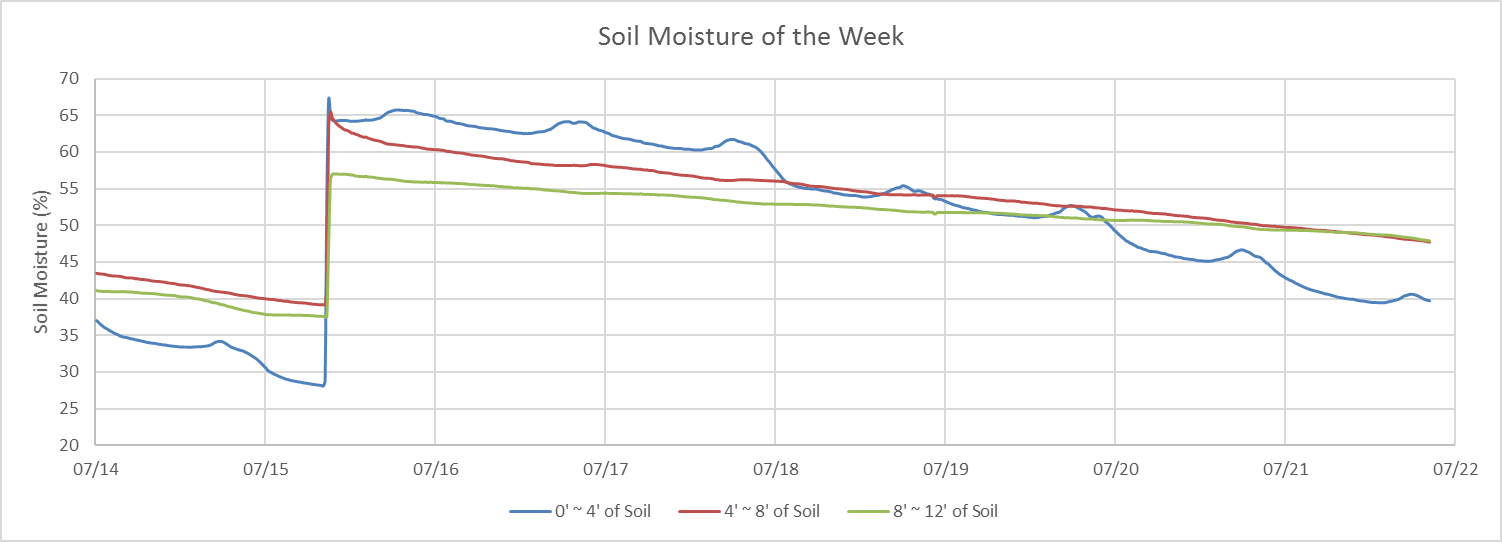 Soil Moisture of the Week
Soil Moisture (%)
70
65
60
55
50
45
40
35
30
25
20
07/14 07/15 07/16 07/17 07/18 07/19 07/20 07/21 07/22
0' ~ 4' of Soil 4' ~ 8' of Soil 8' ~ 12' of Soil